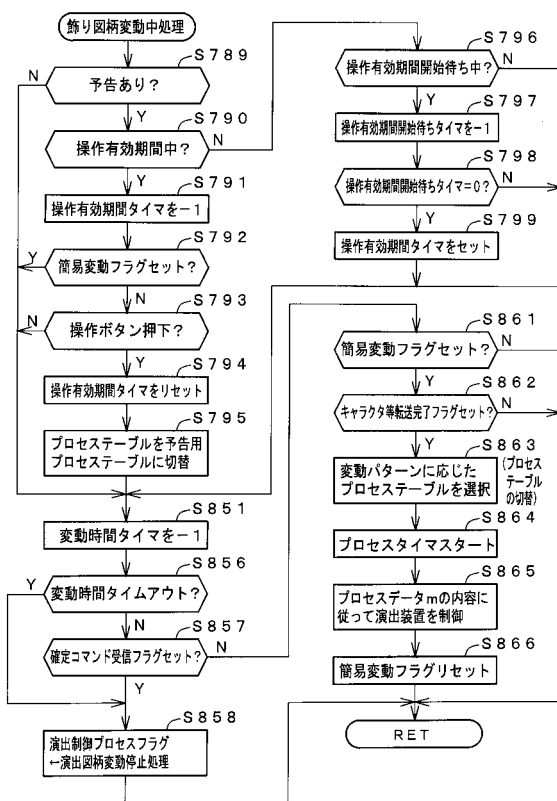 飾り図柄変動中処理
S789
N
予告あり?
Y
S790
操作有効期間中?
N
Y
S791
操作有効期間タイマを-1
S792
Y
簡易変動フラグセット?
N
S793
N
操作ボタン押下?
Y
S794
操作有効期間タイマをリセット
S795
プロセステーブルを予告用
プロセステーブルに切替
S851
変動時間タイマを-1
S856
Y
変動時間タイムアウト?
N
S857
確定コマンド受信フラグセット?
N
Y
S858
演出制御プロセスフラグ
←演出図柄変動停止処理
S796
操作有効期間開始待ち中?
N
Y
S797
操作有効期間開始待ちタイマを-1
S798
操作有効期間開始待ちタイマ=0?
N
Y
S799
操作有効期間タイマをセット
S861
簡易変動フラグセット?
N
Y
S862
キャラクタ等転送完了フラグセット?
N
Y
S863
変動パターンに応じた
プロセステーブルを選択
(プロセス
テーブル
の切替)
S864
プロセスタイマスタート
S865
プロセスデータmの内容に
従って演出装置を制御
S866
簡易変動フラグリセット
RET